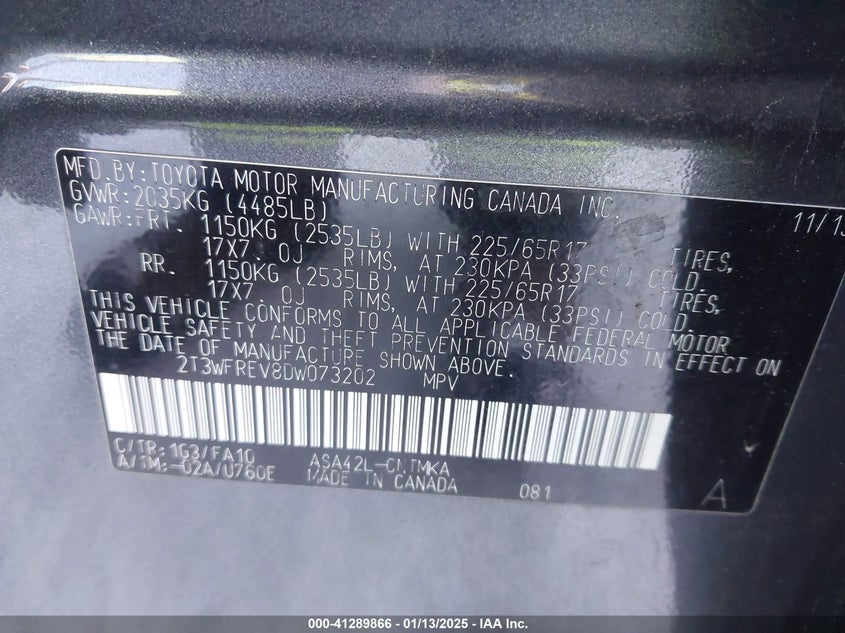 MFD.BY:TOYOTA MOTOR MANUFACTURING CANADA INC.
GVWR:2035KG (4485LB) 11/13
GAWR:FRT. 1150KG (2535LB) WITH 225/65R17 TIRES,
17X7.0J RIMS, AT 230KPA (33PSI) COLD.
RR. 1150KG (2535LB) WITH 225/65R17 TIRES,
17X7.0J RIMS, AT 230KPA (33PSI) COLD.
THIS VEHICLE CONFORMS TO ALL APPLICABLE FEDERAL MOTOR
VEHICLE SAFETY AND THEFT PREVENTION STANDARDS IN EFFECT ON
THE DATE OF MANUFACTURE SHOWN ABOVE.
2T3WFREV8DW073202 MPV
C/TR:1G3/FA10 ASA42L-CNTMKA
A/TM:-02A/U760E MADE IN CANADA 081 A
000-41289866 / 01/13/2025 - IAA Inc.